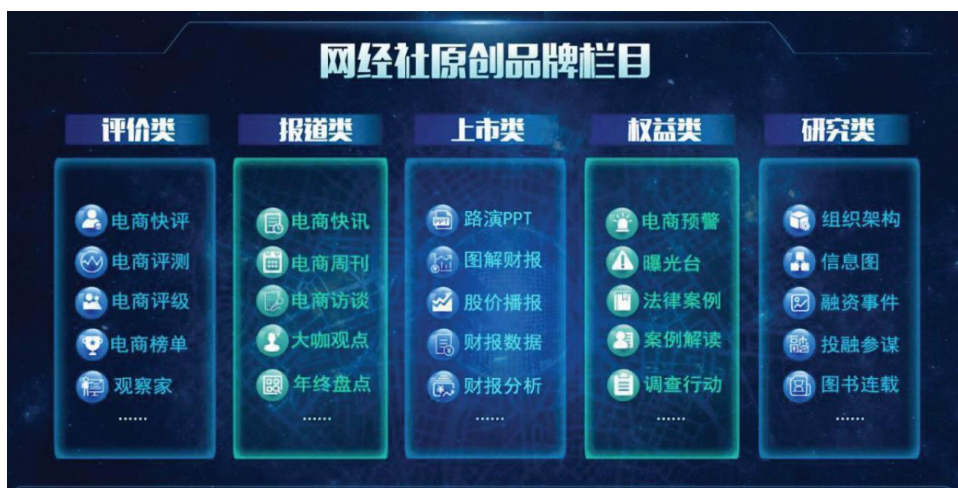 网经社原创品牌栏目
评价类
电商快评
电商评测
电商评级
电商榜单
观察家
......
报道类
电商快讯
电商周刊
电商访谈
大咖观点
年终盘点
......
上市类
PPT
路演PPT
图解财报
股价播报
财报数据
财报分析
......
权益类
电商预警
曝光台
法律案例
案例解读
调查行动
......
研究类
组织架构
信息图
融资事件
融
投融参谋
图书连载
......